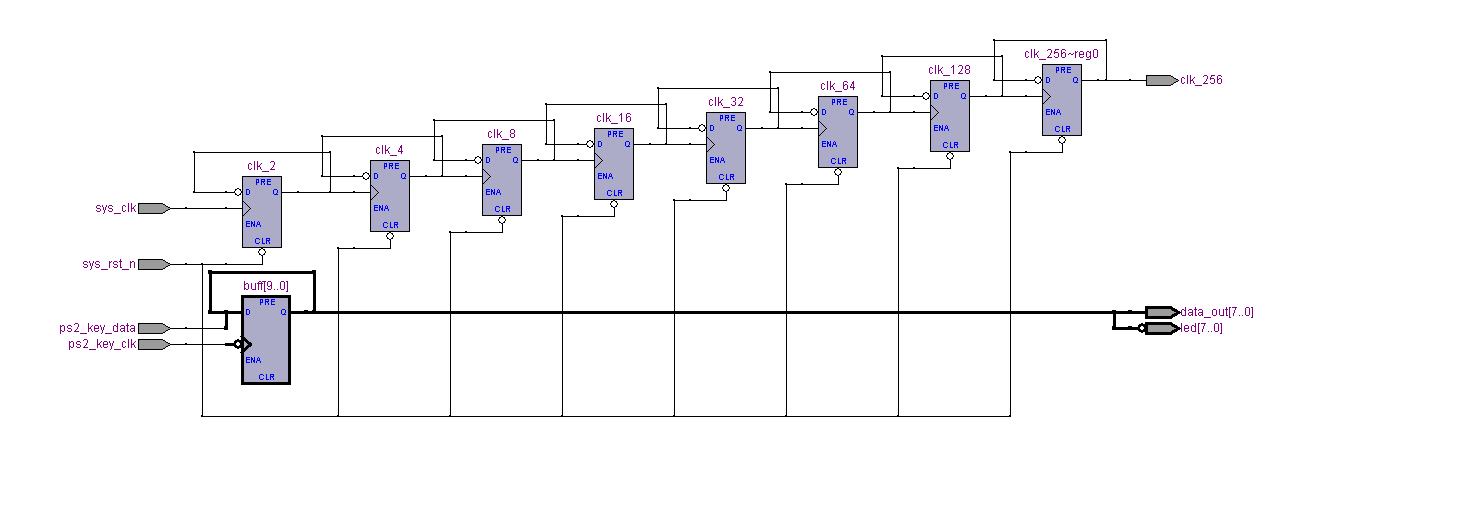 clk_256~reg0
PRE
D Q
ENA
CLR
clk_256
clk_128
PRE
D Q
ENA
CLR
clk_64
PRE
D Q
ENA
CLR
clk_32
PRE
D Q
ENA
CLR
clk_16
PRE
D Q
ENA
CLR
clk_8
PRE
D Q
ENA
CLR
clk_4
PRE
D Q
ENA
CLR
clk_2
PRE
D Q
ENA
CLR
sys_clk
sys_rst_n
buff[9..0]
PRE
D Q
ENA
CLR
ps2_key_data
ps2_key_clk
data_out[7..0]
led[7..0]